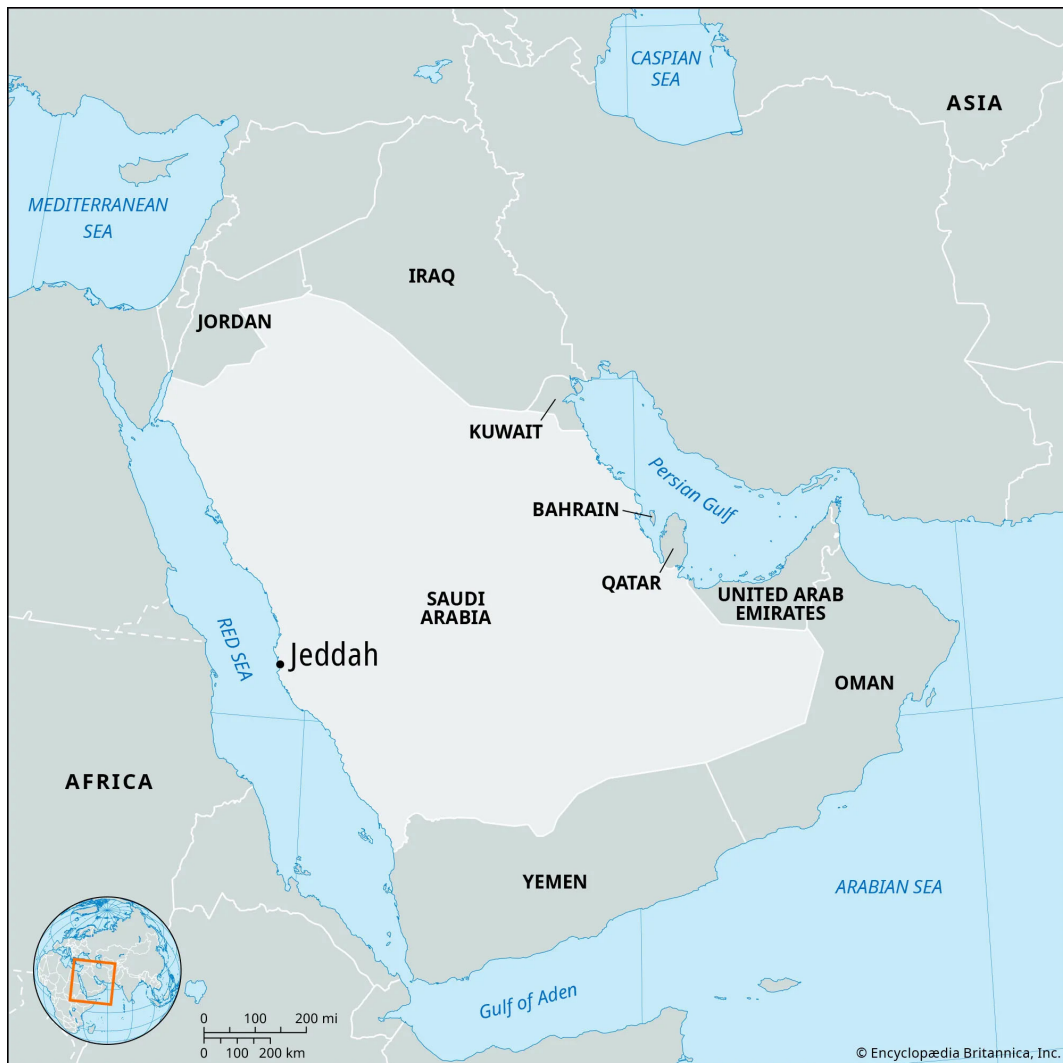 CASPIAN
SEA
ASIA
MEDITERRANEAN
SEA
IRAQ
JORDAN
KUWAIT
Persian Gulf
BAHRAIN
QATAR
UNITED ARAB
EMIRATES
SAUDI
ARABIA
RED SEA
Jeddah
OMAN
AFRICA
YEMEN
ARABIAN SEA
Gulf of Aden
0 100 200 mi
0 100 200 km
© Encyclopædia Britannica, Inc.